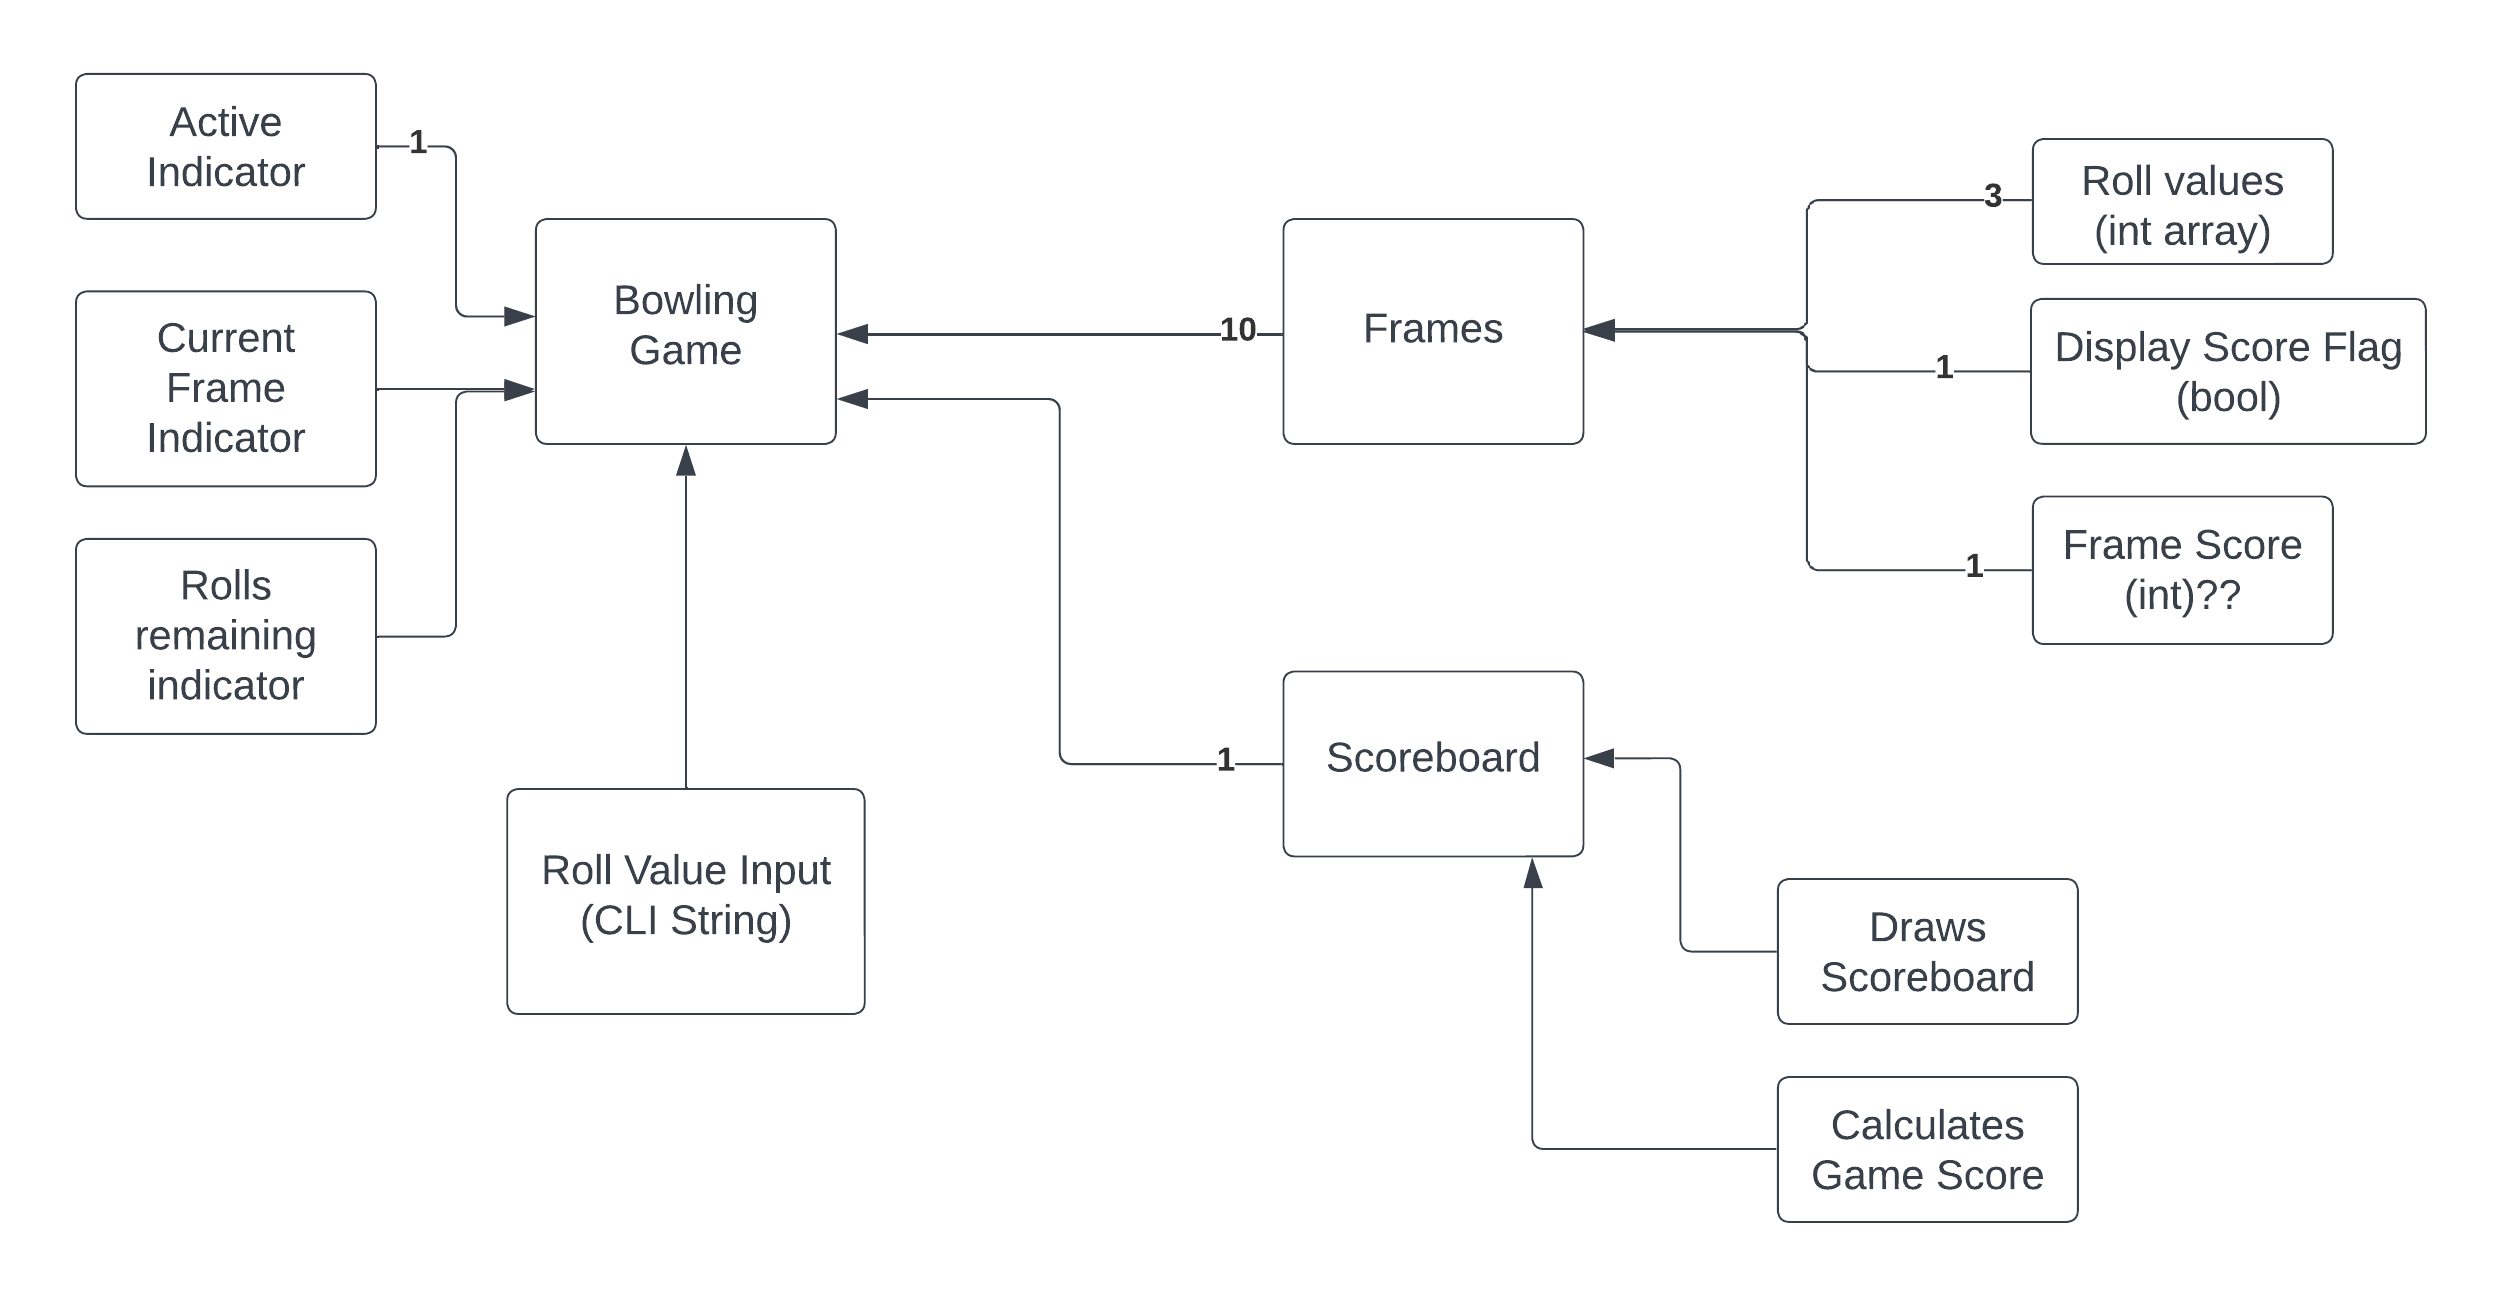 Active
Indicator
1
Current
Frame
Indicator
Rolls
remaining
indicator
Bowling
Game
Roll Value Input
(CLI String)
10
Frames
3
Roll values
(int array)
1
Display Score Flag
(bool)
1
Frame Score
(int)??
1
Scoreboard
Draws
Scoreboard
Calculates
Game Score